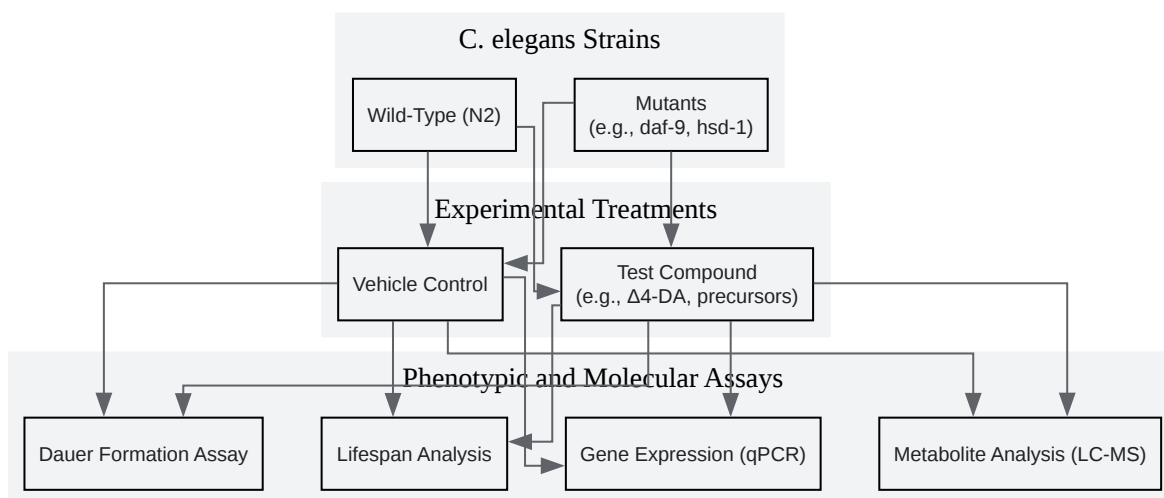 C. elegans Strains
Wild-Type (N2)
Mutants
(e.g., daf-9, hsd-1)
Experimental Treatments
Vehicle Control
Test Compound
(e.g., Δ4-DA, precursors)
Phenotypic and Molecular Assays
Dauer Formation Assay
Lifespan Analysis
Gene Expression (qPCR)
Metabolite Analysis (LC-MS)